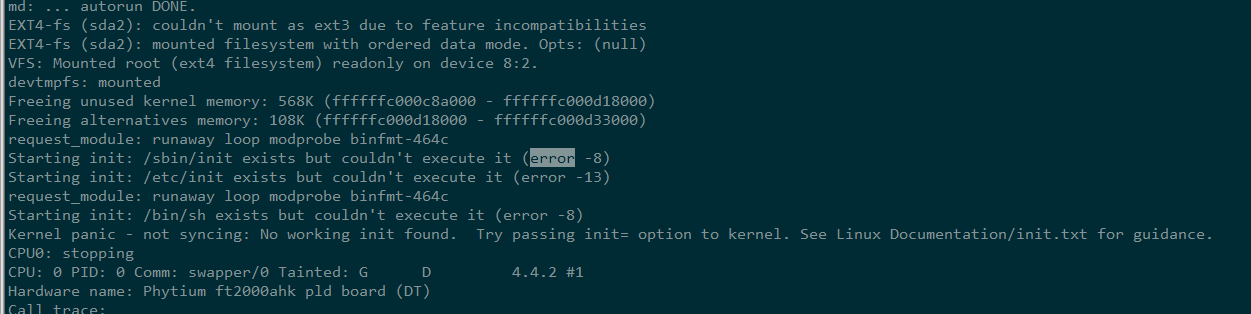 md: ... autorun DONE.
EXT4-fs (sda2): couldn't mount as ext3 due to feature incompatibilities
EXT4-fs (sda2): mounted filesystem with ordered data mode. Opts: (null)
VFS: Mounted root (ext4 filesystem) readonly on device 8:2.
devtmpfs: mounted
Freeing unused kernel memory: 568K (ffffffc000c8a000 - ffffffc000d18000)
Freeing alternatives memory: 108K (ffffffc000d18000 - ffffffc000d33000)
request_module: runaway loop modprobe binfmt-464c
Starting init: /sbin/init exists but couldn't execute it (error -8)
Starting init: /etc/init exists but couldn't execute it (error -13)
request_module: runaway loop modprobe binfmt-464c
Starting init: /bin/sh exists but couldn't execute it (error -8)
Kernel panic - not syncing: No working init found.  Try passing init= option to kernel. See Linux Documentation/init.txt for guidance.
CPU0: stopping
CPU: 0 PID: 0 Comm: swapper/0 Tainted: G      D         4.4.2 #1
Hardware name: Phytium ft2000ahk pld board (DT)
Call trace: